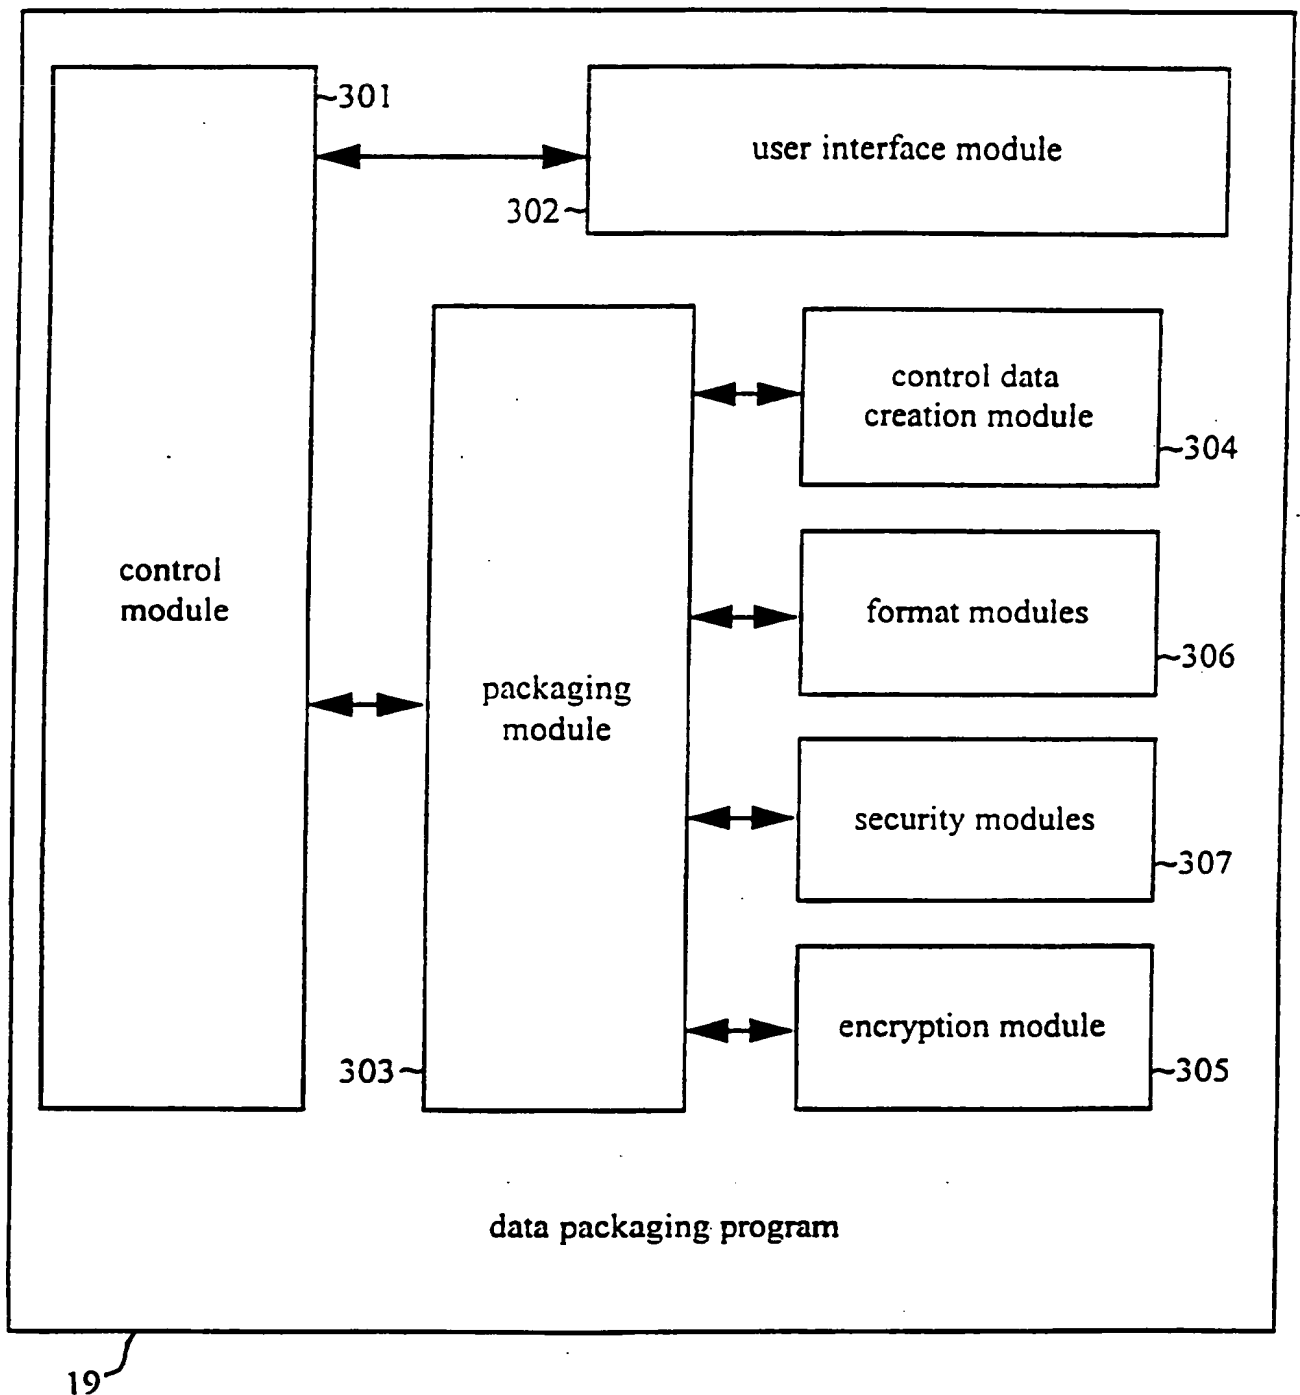 301
user interface module
302
control data
creation module
304
control
module
format modules
306
packaging
module
security modules
307
encryption module
303
305
data packaging program
19